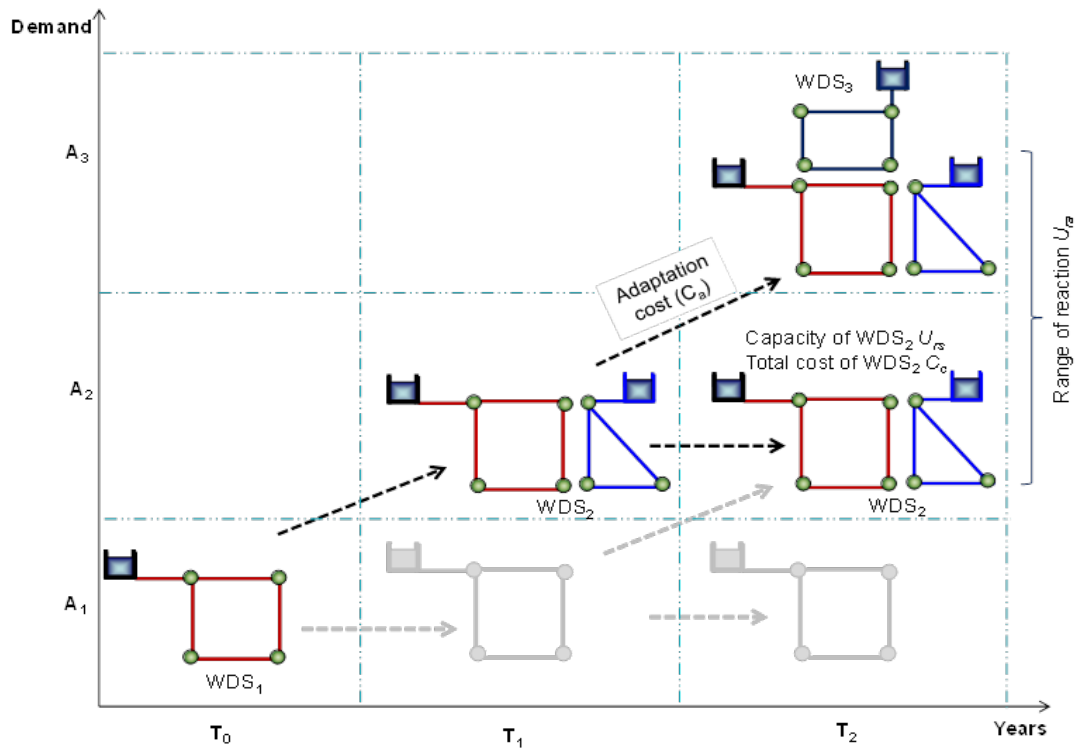 Demand
WDS₃
A₃
Adaptation
cost (Cₐ)
Range of reaction Uᵣₐ
Capacity of WDS₂ Uᵣₛ
Total cost of WDS₂ C꜀
A₂
WDS₂
WDS₂
A₁
WDS₁
T₀
T₁
T₂
Years